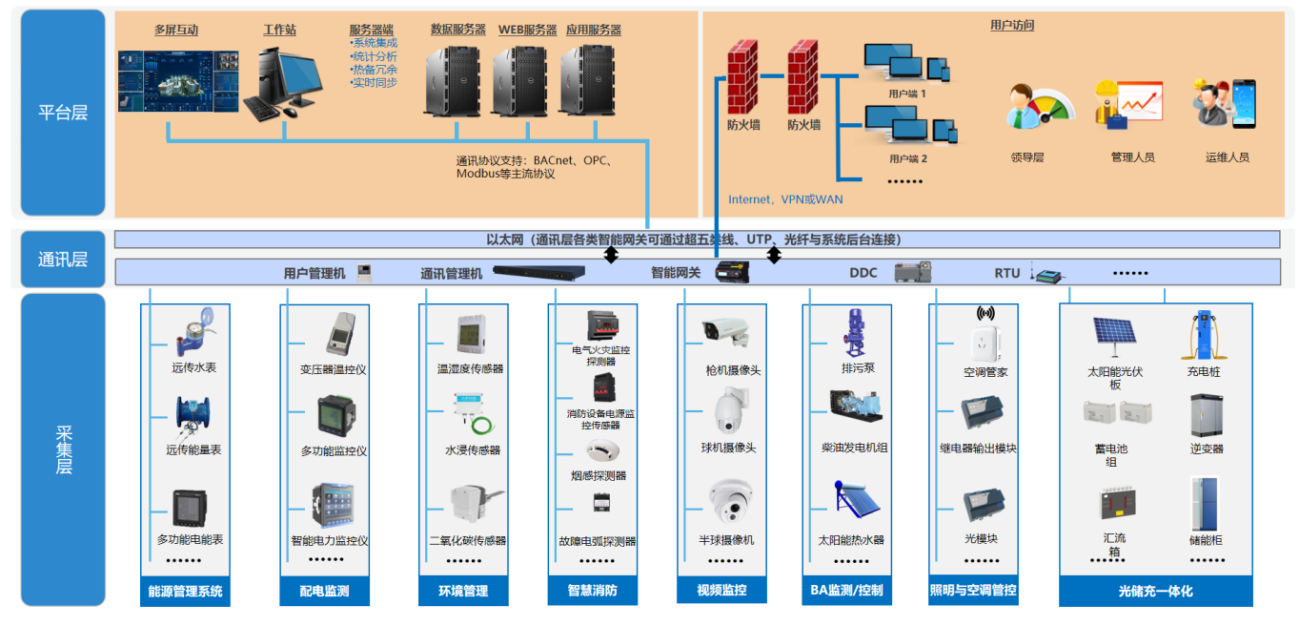 平台层
多屏互动
工作站
服务器端
•系统集成
•统计分析
•热备冗余
•实时同步
数据服务器
WEB服务器
应用服务器
通讯协议支持：BACnet、OPC、
Modbus等主流协议
用户访问
防火墙
防火墙
用户端 1
用户端 2
••••••
Internet，VPN或WAN
领导层
管理人员
运维人员
通讯层
以太网（通讯层各类智能网关可通过超五类线、UTP、光纤与系统后台连接）
用户管理机
通讯管理机
智能网关
DDC
RTU
••••••
采集层
远传水表
远传能量表
多功能电能表
••••••
能源管理系统
变压器温控仪
多功能监控仪
智能电力监控仪
••••••
配电监测
温湿度传感器
水浸传感器
二氧化碳传感器
••••••
环境管理
电气火灾监控
探测器
消防设备电源监
控传感器
烟感探测器
故障电弧探测器
••••••
智慧消防
枪机摄像头
球机摄像头
半球摄像机
••••••
视频监控
排污泵
柴油发电机组
太阳能热水器
••••••
BA监测/控制
空调管家
继电器输出模块
光模块
••••••
照明与空调管控
太阳能光伏
板
蓄电池
组
汇流
箱
••••••
充电桩
逆变器
储能柜
••••••
光储充一体化